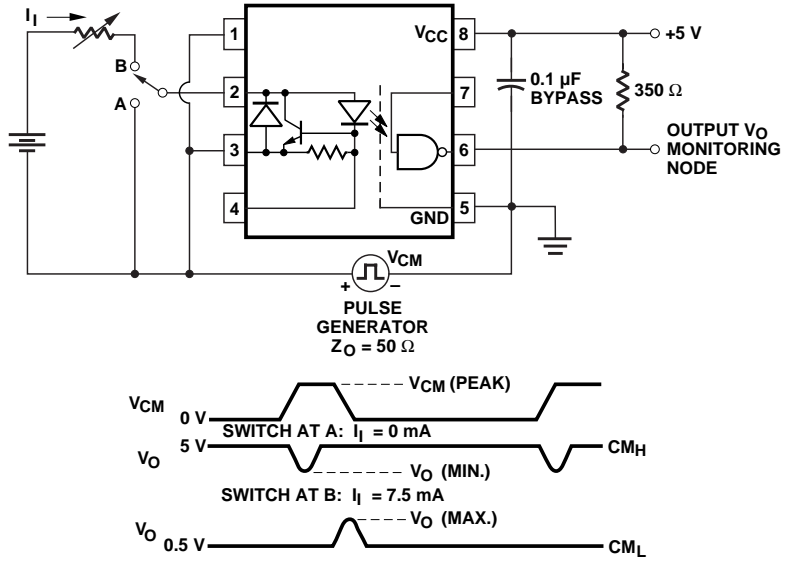 I_I
B
A
1
2
3
4
V_CC 8
7
6
GND 5
+5 V
0.1 µF
BYPASS
350 Ω
OUTPUT V_O
MONITORING
NODE
V_CM
+ –
PULSE
GENERATOR
Z_O = 50 Ω
V_CM (PEAK)
V_CM
0 V
SWITCH AT A: I_I = 0 mA
5 V
CM_H
V_O
V_O (MIN.)
SWITCH AT B: I_I = 7.5 mA
V_O (MAX.)
V_O
0.5 V
CM_L